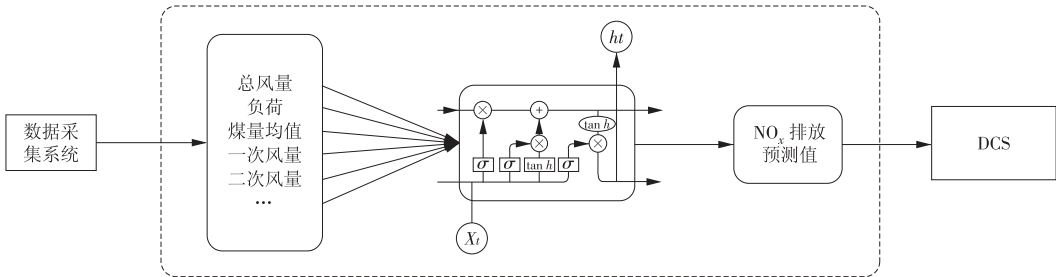 数据采
集系统
总风量
负荷
煤量均值
一次风量
二次风量
…
ht
×
+
tan h
×
×
σ
σ
tan h
σ
Xt
NOx 排放
预测值
DCS